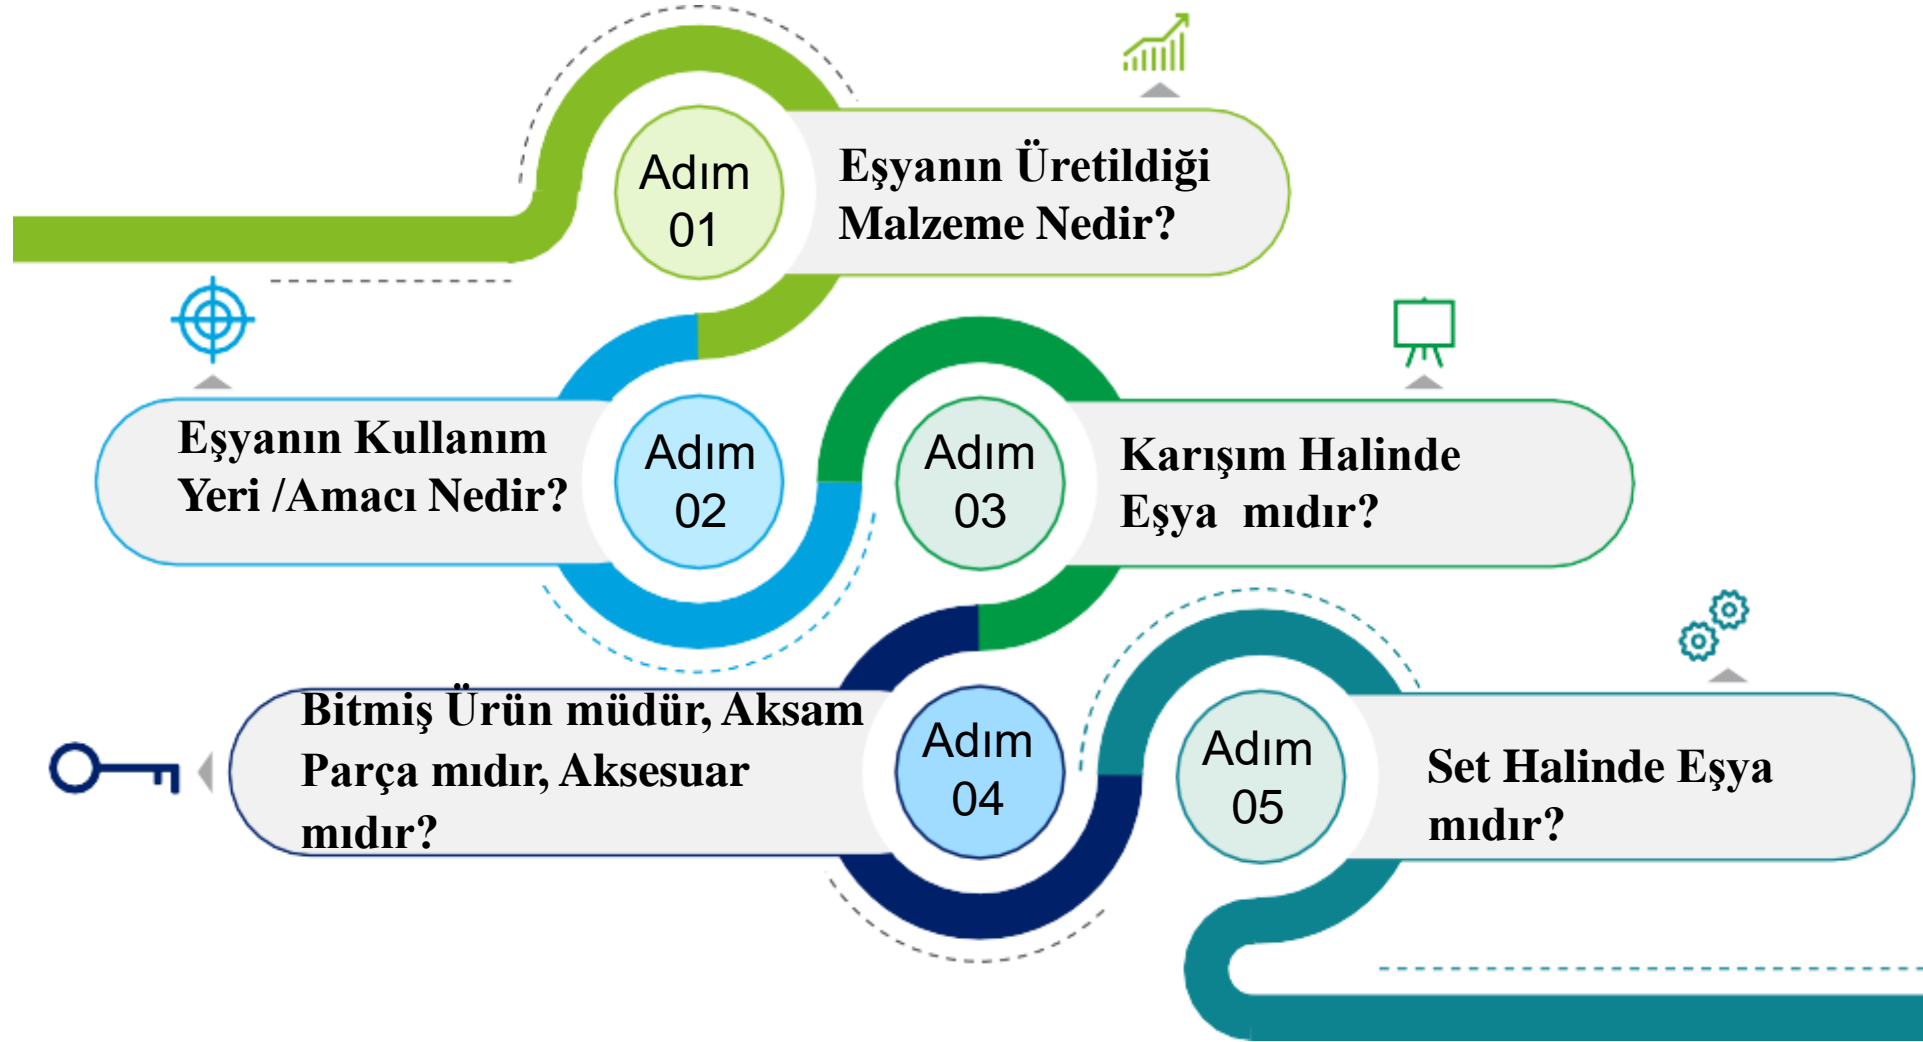 Adım
01
Eşyanın Üretildiği
Malzeme Nedir?
Eşyanın Kullanım
Yeri /Amacı Nedir?
Adım
02
Adım
03
Karışım Halinde
Eşya  mıdır?
Bitmiş Ürün müdür, Aksam
Parça mıdır, Aksesuar
mıdır?
Adım
04
Adım
05
Set Halinde Eşya
mıdır?